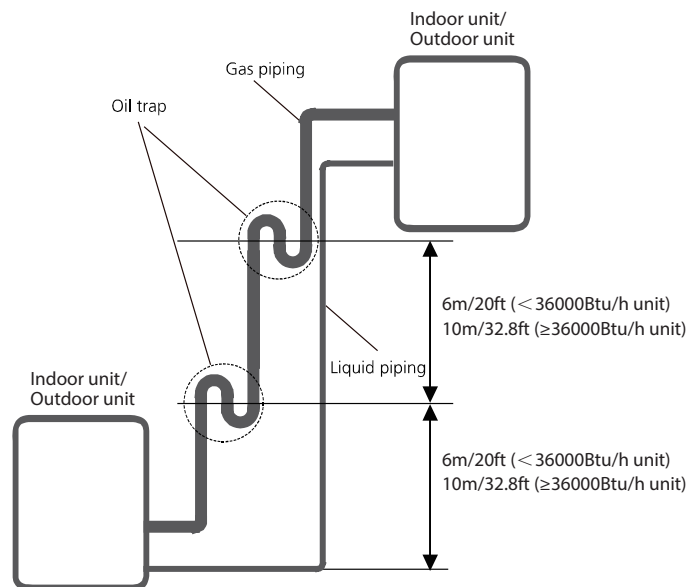 Indoor unit/
Outdoor unit
Gas piping
Oil trap
6m/20ft (＜36000Btu/h unit)
10m/32.8ft (≥36000Btu/h unit)
Liquid piping
Indoor unit/
Outdoor unit
6m/20ft (＜36000Btu/h unit)
10m/32.8ft (≥36000Btu/h unit)